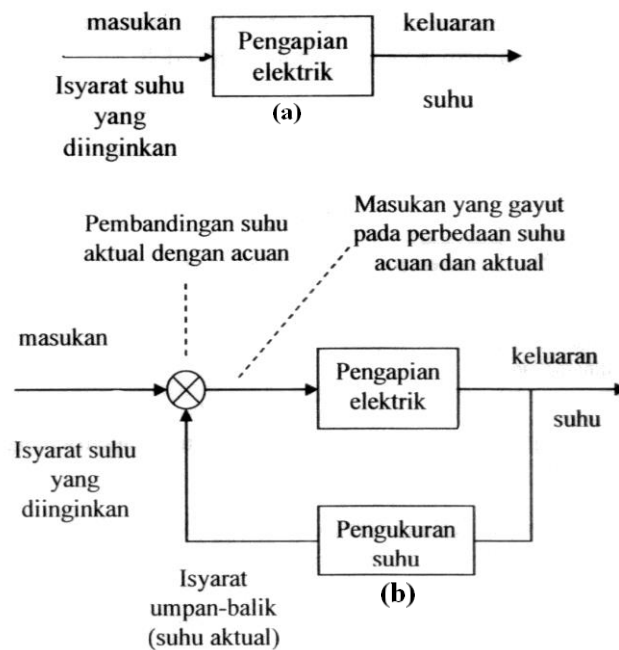 masukan
Pengapian
elektrik
keluaran
Isyarat suhu
yang
diinginkan
(a)
suhu
Pembandingan suhu
aktual dengan acuan
Masukan yang gayut
pada perbedaan suhu
acuan dan aktual
masukan
Pengapian
elektrik
keluaran
suhu
Isyarat suhu
yang
diinginkan
Pengukuran
suhu
Isyarat
umpan-balik
(suhu aktual)
(b)